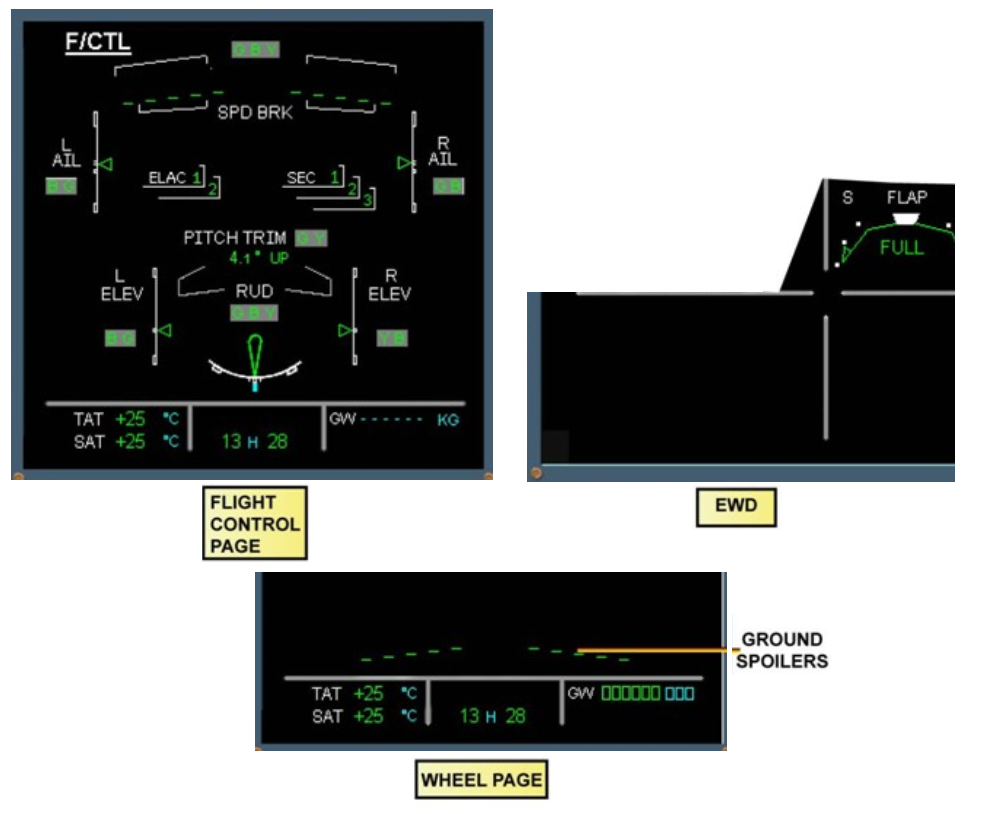 F/CTL
G B Y
SPD BRK
L
AIL
R
AIL
B G
G B
ELAC 1
2
SEC 1
2
3
PITCH TRIM G Y
4.1° UP
L
ELEV
R
ELEV
RUD
G B Y
B G
Y B
TAT +25 °C
SAT +25 °C
13 H 28
GW - - - - - - KG
FLIGHT
CONTROL
PAGE
S FLAP
FULL
EWD
GROUND
SPOILERS
TAT +25 °C
SAT +25 °C
13 H 28
GW
WHEEL PAGE